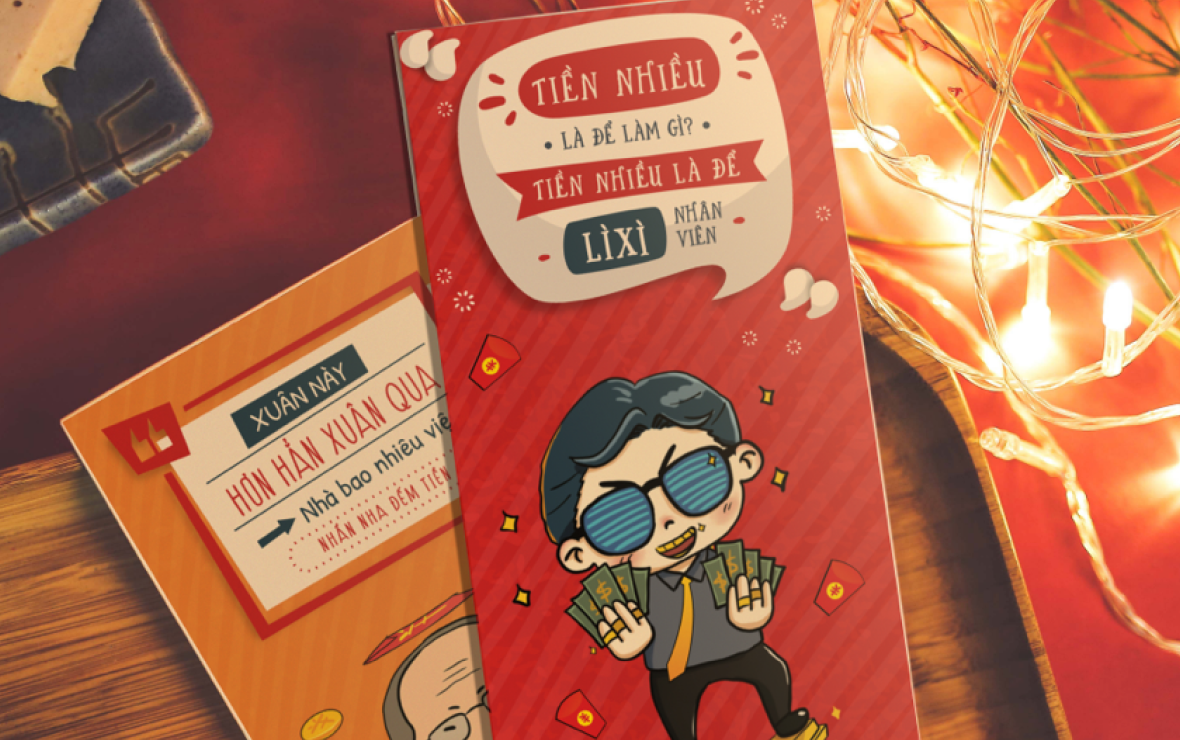 TIỀN NHIỀU
• LÀ ĐỂ LÀM GÌ? •
TIỀN NHIỀU LÀ ĐỂ
LÌXÌ NHÂN
VIÊN
XUÂN NÀY
HƠN HẲN XUÂN QUA
Nhà bao nhiêu
NHẨN NHA ĐẾM TIỀN